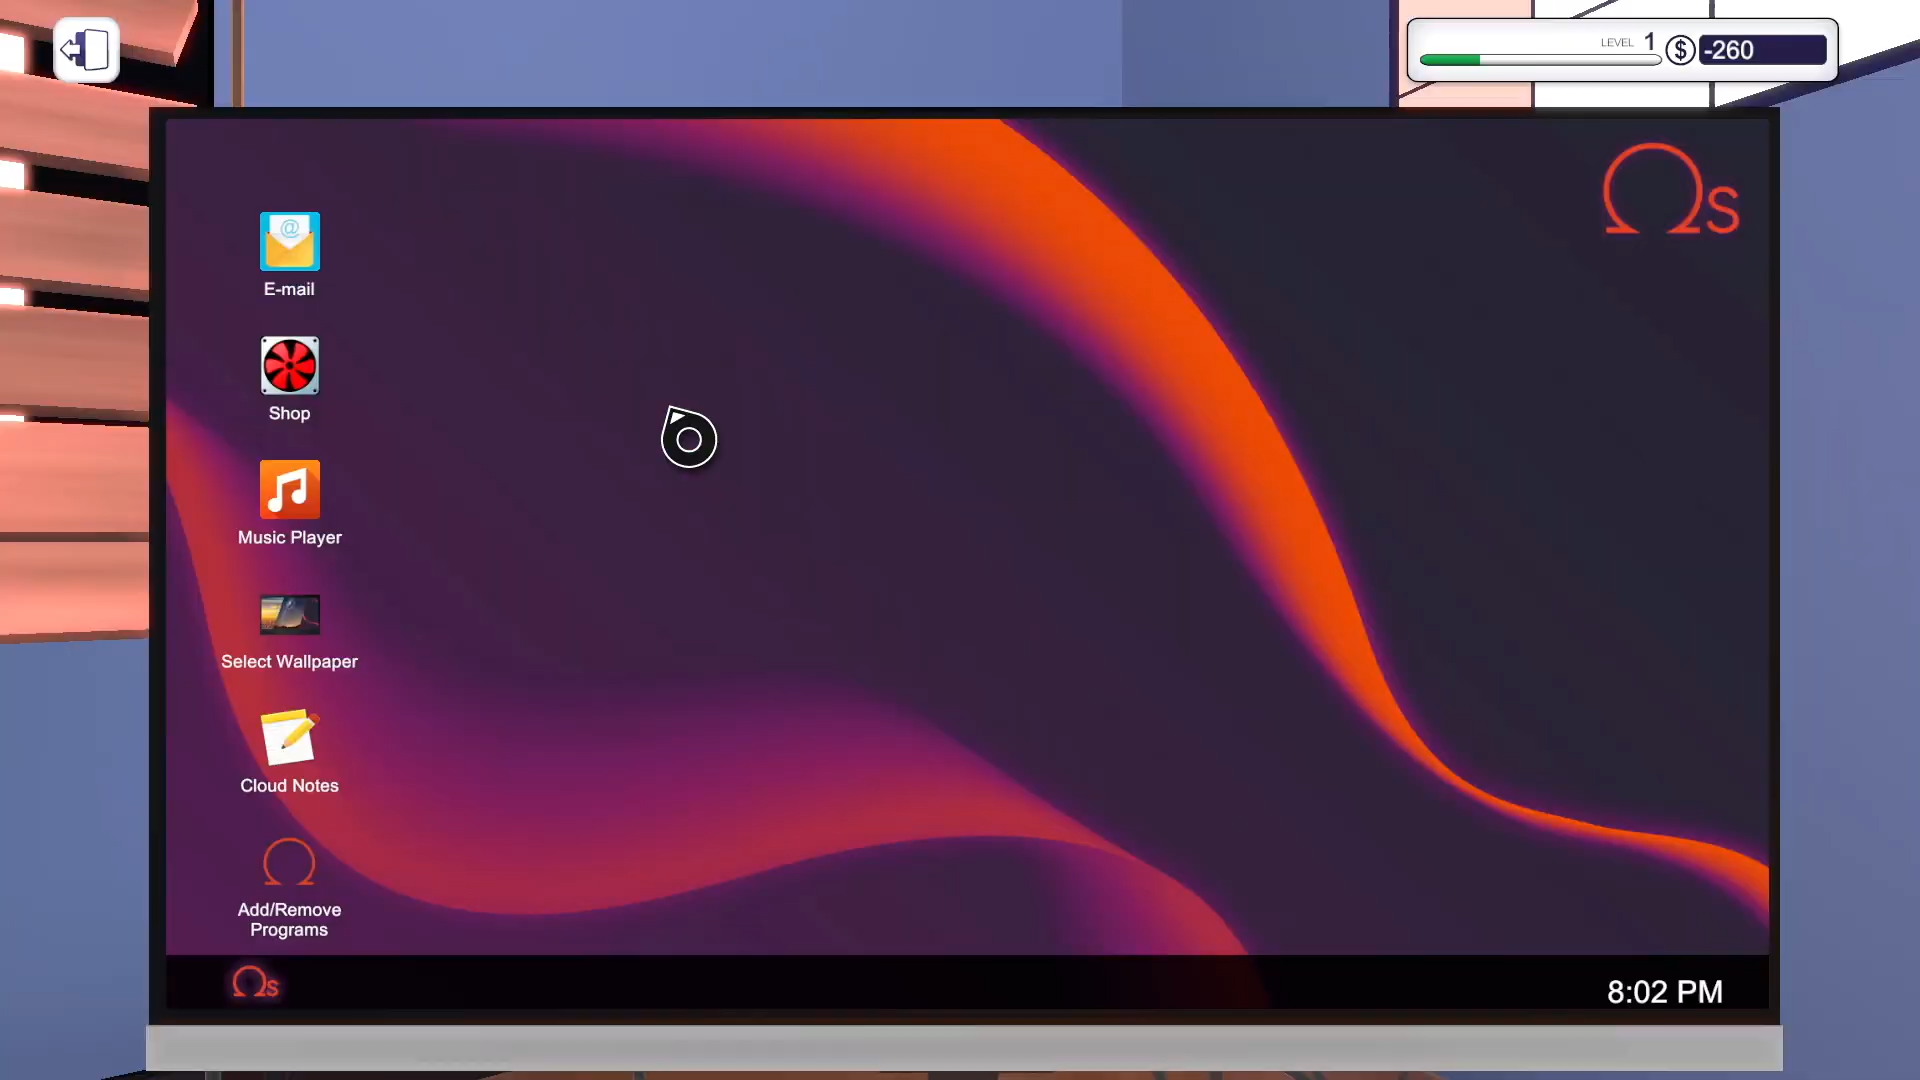 LEVEL 1 $ -260
Ωs
E-mail
Shop
Music Player
Select Wallpaper
Cloud Notes
Add/Remove
Programs
Ωs
8:02 PM